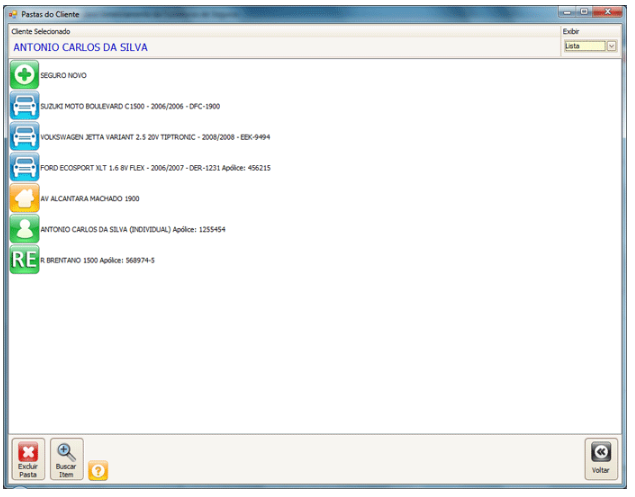 Pastas do Cliente
Cliente Selecionado
Exibir
ANTONIO CARLOS DA SILVA
Lista
SEGURO NOVO
SUZUKI MOTO BOULEVARD C1500 - 2006/2006 - DFC-1900
VOLKSWAGEN JETTA VARIANT 2.5 20V TIPTRONIC - 2008/2008 - EEK-9494
FORD ECOSPORT XLT 1.6 8V FLEX - 2006/2007 - DER-1231 Apólice: 456215
AV ALCANTARA MACHADO 1900
ANTONIO CARLOS DA SILVA (INDIVIDUAL) Apólice: 1255454
RE R BRENTANO 1500 Apólice: 568974-5
Excluir
Pasta
Buscar
Item
?
Voltar